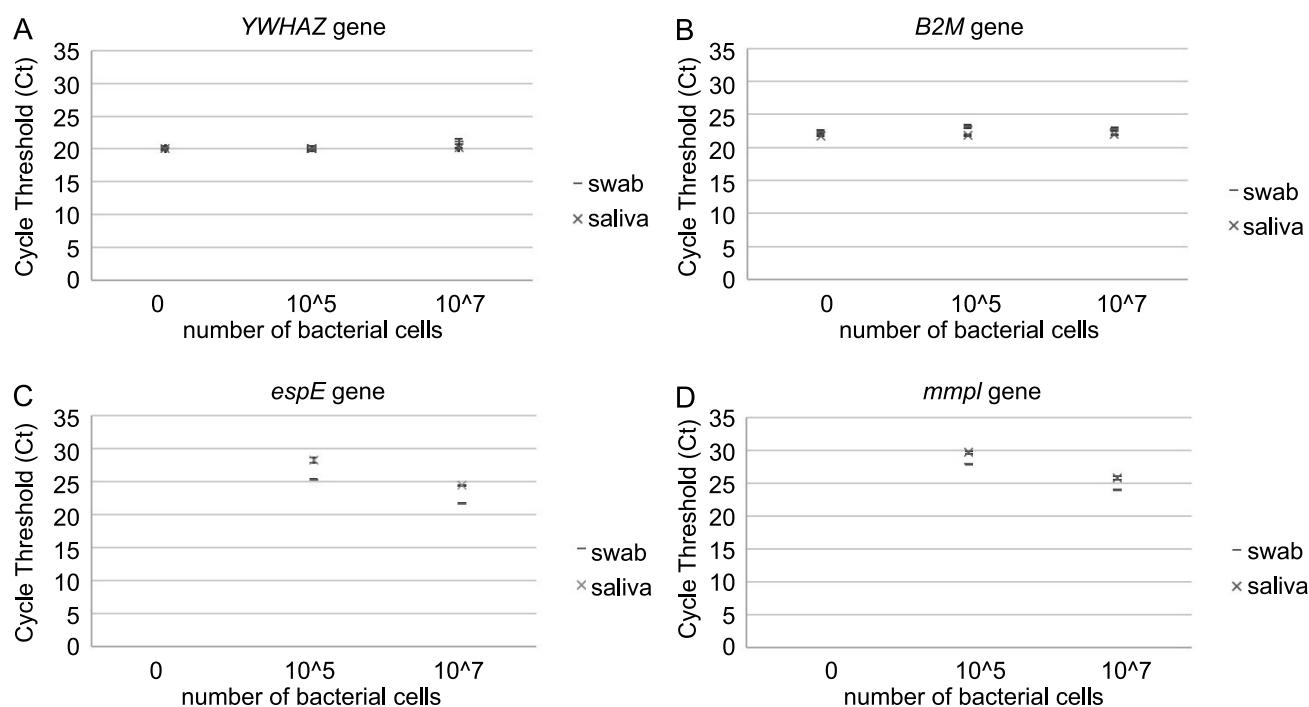 A
YWHAZ gene
35
30
25
20
15
10
5
0
Cycle Threshold (Ct)
0 10^5 10^7
number of bacterial cells
swab
saliva
B
B2M gene
35
30
25
20
15
10
5
0
Cycle Threshold (Ct)
0 10^5 10^7
number of bacterial cells
swab
saliva
C
espE gene
35
30
25
20
15
10
5
0
Cycle Threshold (Ct)
0 10^5 10^7
number of bacterial cells
swab
saliva
D
mmpl gene
35
30
25
20
15
10
5
0
Cycle Threshold (Ct)
0 10^5 10^7
number of bacterial cells
swab
saliva